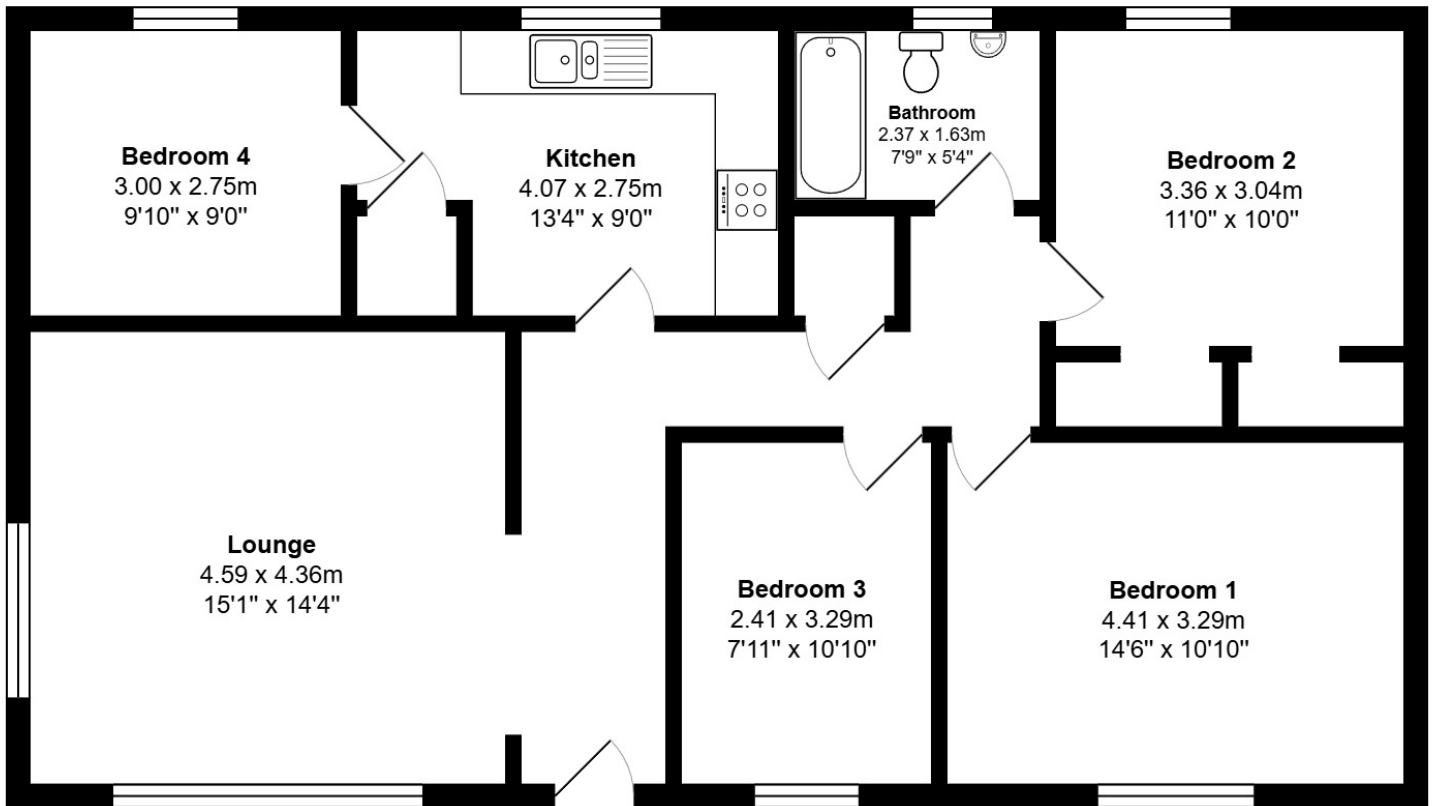 Bedroom 4
3.00 x 2.75m
9'10" x 9'0"
Kitchen
4.07 x 2.75m
13'4" x 9'0"
Bathroom
2.37 x 1.63m
7'9" x 5'4"
Bedroom 2
3.36 x 3.04m
11'0" x 10'0"
Lounge
4.59 x 4.36m
15'1" x 14'4"
Bedroom 3
2.41 x 3.29m
7'11" x 10'10"
Bedroom 1
4.41 x 3.29m
14'6" x 10'10"